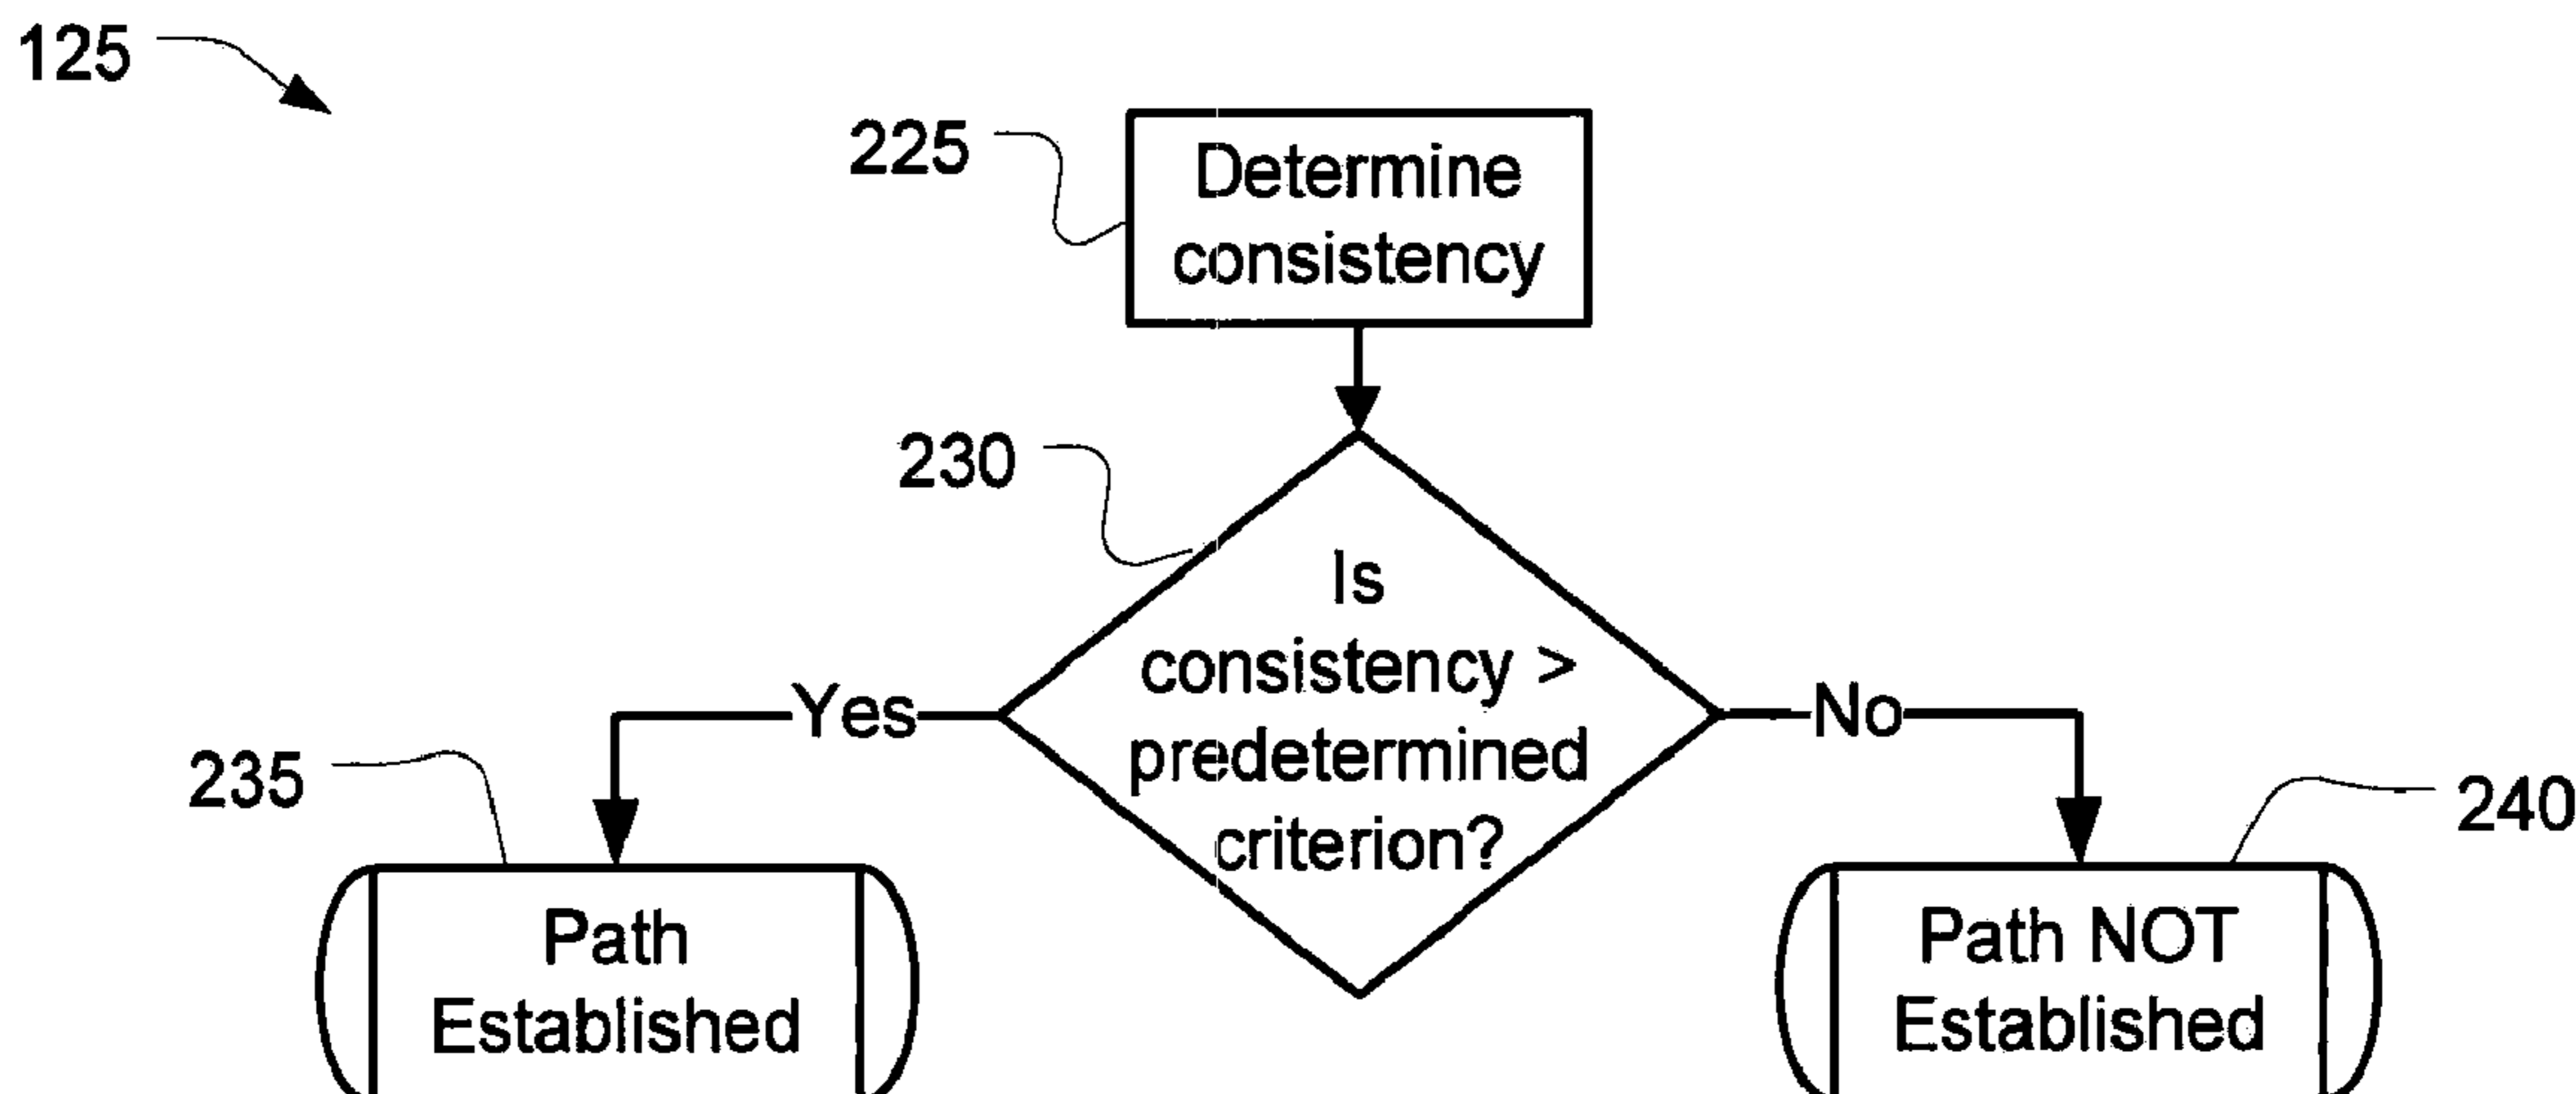 125
225
Determine
consistency
230
Is
consistency >
predetermined
criterion?
Yes
No
235
240
Path
Established
Path NOT
Established